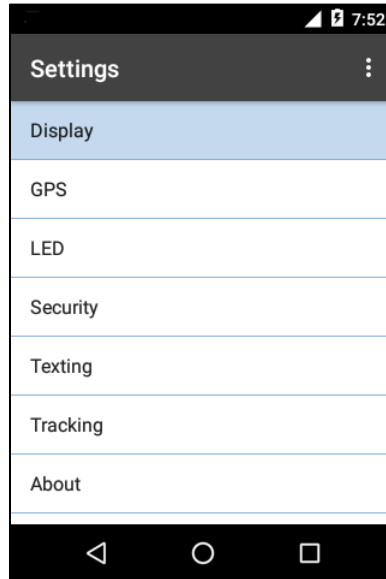 7:52
Settings
Display
GPS
LED
Security
Texting
Tracking
About